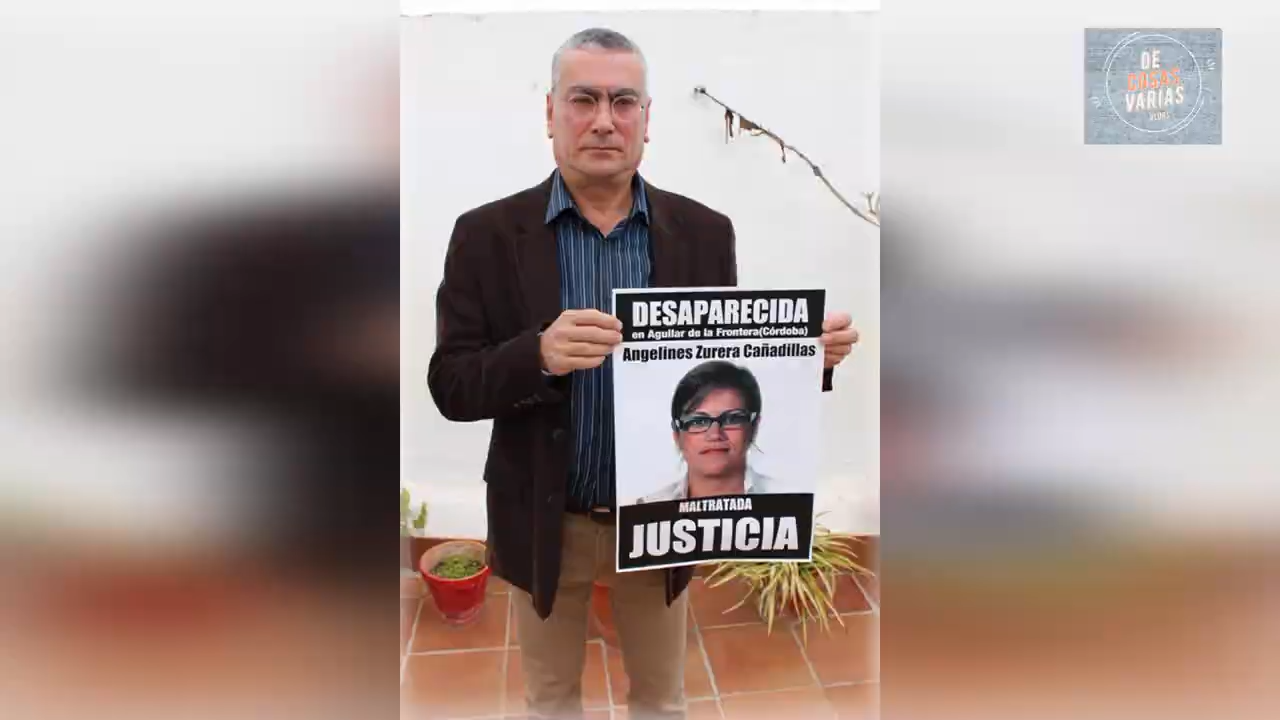 DE
COSAS
VARIAS
DESAPARECIDA
en Aguilar de la Frontera(Córdoba)
Angelines Zurera Cañadillas
MALTRATADA
JUSTICIA